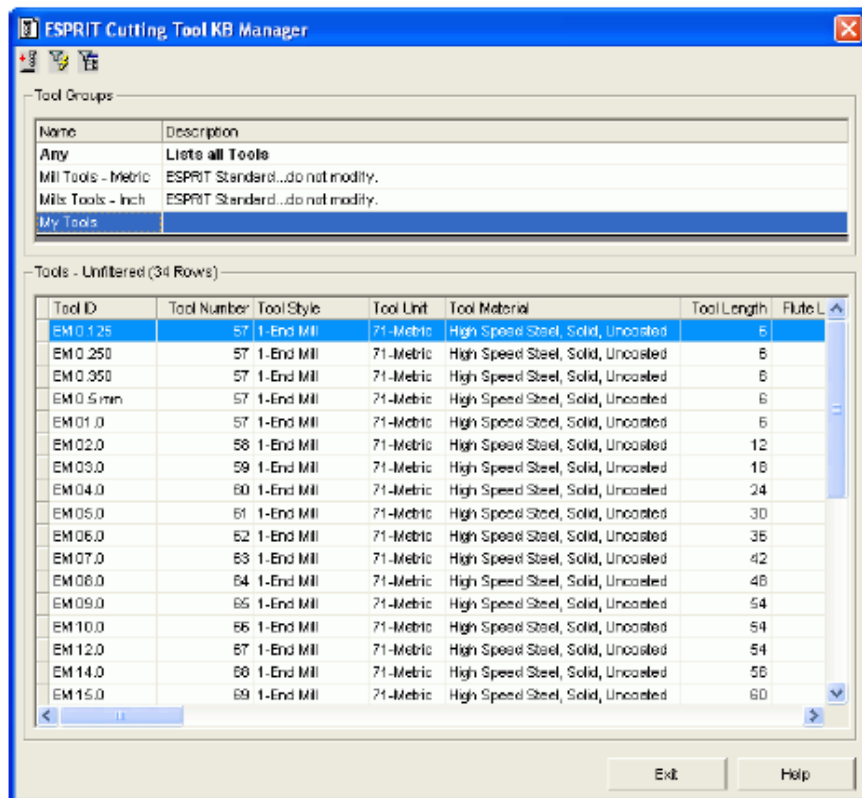 ESPRIT Cutting Tool KB Manager
Tool Groups
Name Description
Any Lists all Tools
Mill Tools - Metric ESPRIT Standard...do not modify.
Mills Tools - Inch ESPRIT Standard...do not modify.
My Tools
Tools - Unfiltered (34 Rows)
Tool ID Tool Number Tool Style Tool Unit Tool Material Tool Length Flute L
EM 0.125 57 1-End Mill 71-Metric High Speed Steel, Solid, Uncoated 6
EM 0.250 57 1-End Mill 71-Metric High Speed Steel, Solid, Uncoated 6
EM 0.350 57 1-End Mill 71-Metric High Speed Steel, Solid, Uncoated 6
EM 0.5 mm 57 1-End Mill 71-Metric High Speed Steel, Solid, Uncoated 6
EM 01.0 57 1-End Mill 71-Metric High Speed Steel, Solid, Uncoated 6
EM 02.0 58 1-End Mill 71-Metric High Speed Steel, Solid, Uncoated 12
EM 03.0 59 1-End Mill 71-Metric High Speed Steel, Solid, Uncoated 18
EM 04.0 60 1-End Mill 71-Metric High Speed Steel, Solid, Uncoated 24
EM 05.0 61 1-End Mill 71-Metric High Speed Steel, Solid, Uncoated 30
EM 06.0 62 1-End Mill 71-Metric High Speed Steel, Solid, Uncoated 36
EM 07.0 63 1-End Mill 71-Metric High Speed Steel, Solid, Uncoated 42
EM 08.0 64 1-End Mill 71-Metric High Speed Steel, Solid, Uncoated 48
EM 09.0 65 1-End Mill 71-Metric High Speed Steel, Solid, Uncoated 54
EM 10.0 66 1-End Mill 71-Metric High Speed Steel, Solid, Uncoated 54
EM 12.0 67 1-End Mill 71-Metric High Speed Steel, Solid, Uncoated 54
EM 14.0 68 1-End Mill 71-Metric High Speed Steel, Solid, Uncoated 56
EM 15.0 69 1-End Mill 71-Metric High Speed Steel, Solid, Uncoated 60
Exit Help